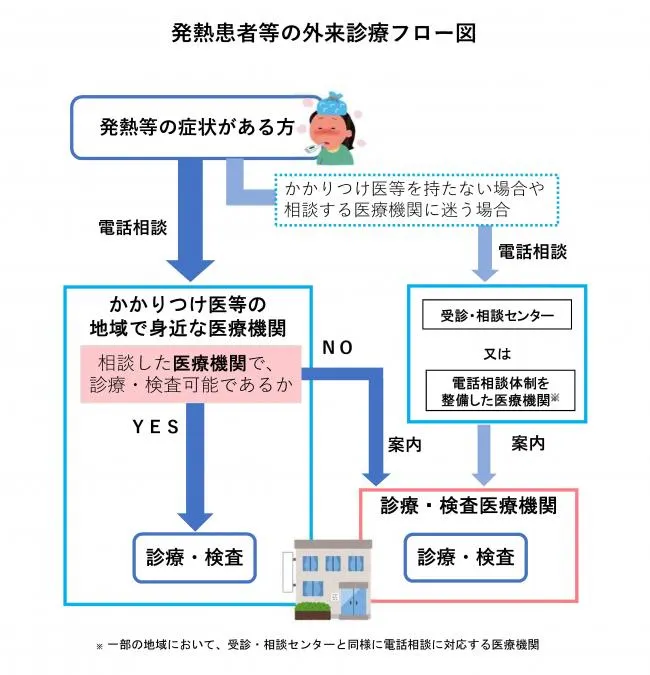 発熱患者等の外来診療フロー図
発熱等の症状がある方
かかりつけ医等を持たない場合や
相談する医療機関に迷う場合
電話相談
電話相談
かかりつけ医等の
地域で身近な医療機関
相談した医療機関で、
診療・検査可能であるか
NO
YES
受診・相談センター
又は
電話相談体制を
整備した医療機関※
案内
案内
診療・検査
診療・検査医療機関
診療・検査
※ 一部の地域において、受診・相談センターと同様に電話相談に対応する医療機関